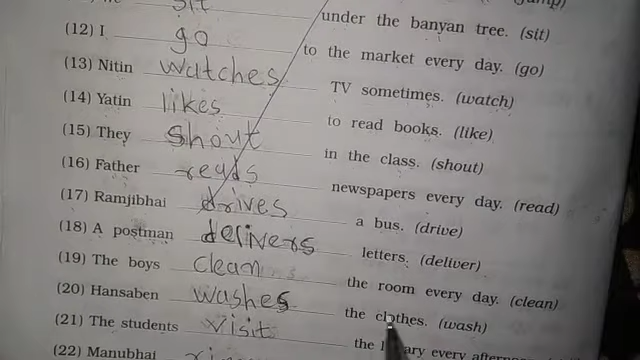 sit under the banyan tree. (sit)
(12) I go to the market every day. (go)
(13) Nitin watches TV sometimes. (watch)
(14) Yatin likes to read books. (like)
(15) They shout in the class. (shout)
(16) Father reads newspapers every day. (read)
(17) Ramjibhai drives a bus. (drive)
(18) A postman delivers letters. (deliver)
(19) The boys clean the room every day. (clean)
(20) Hansaben washes the clothes. (wash)
(21) The students visit the every
(22) Manubhai